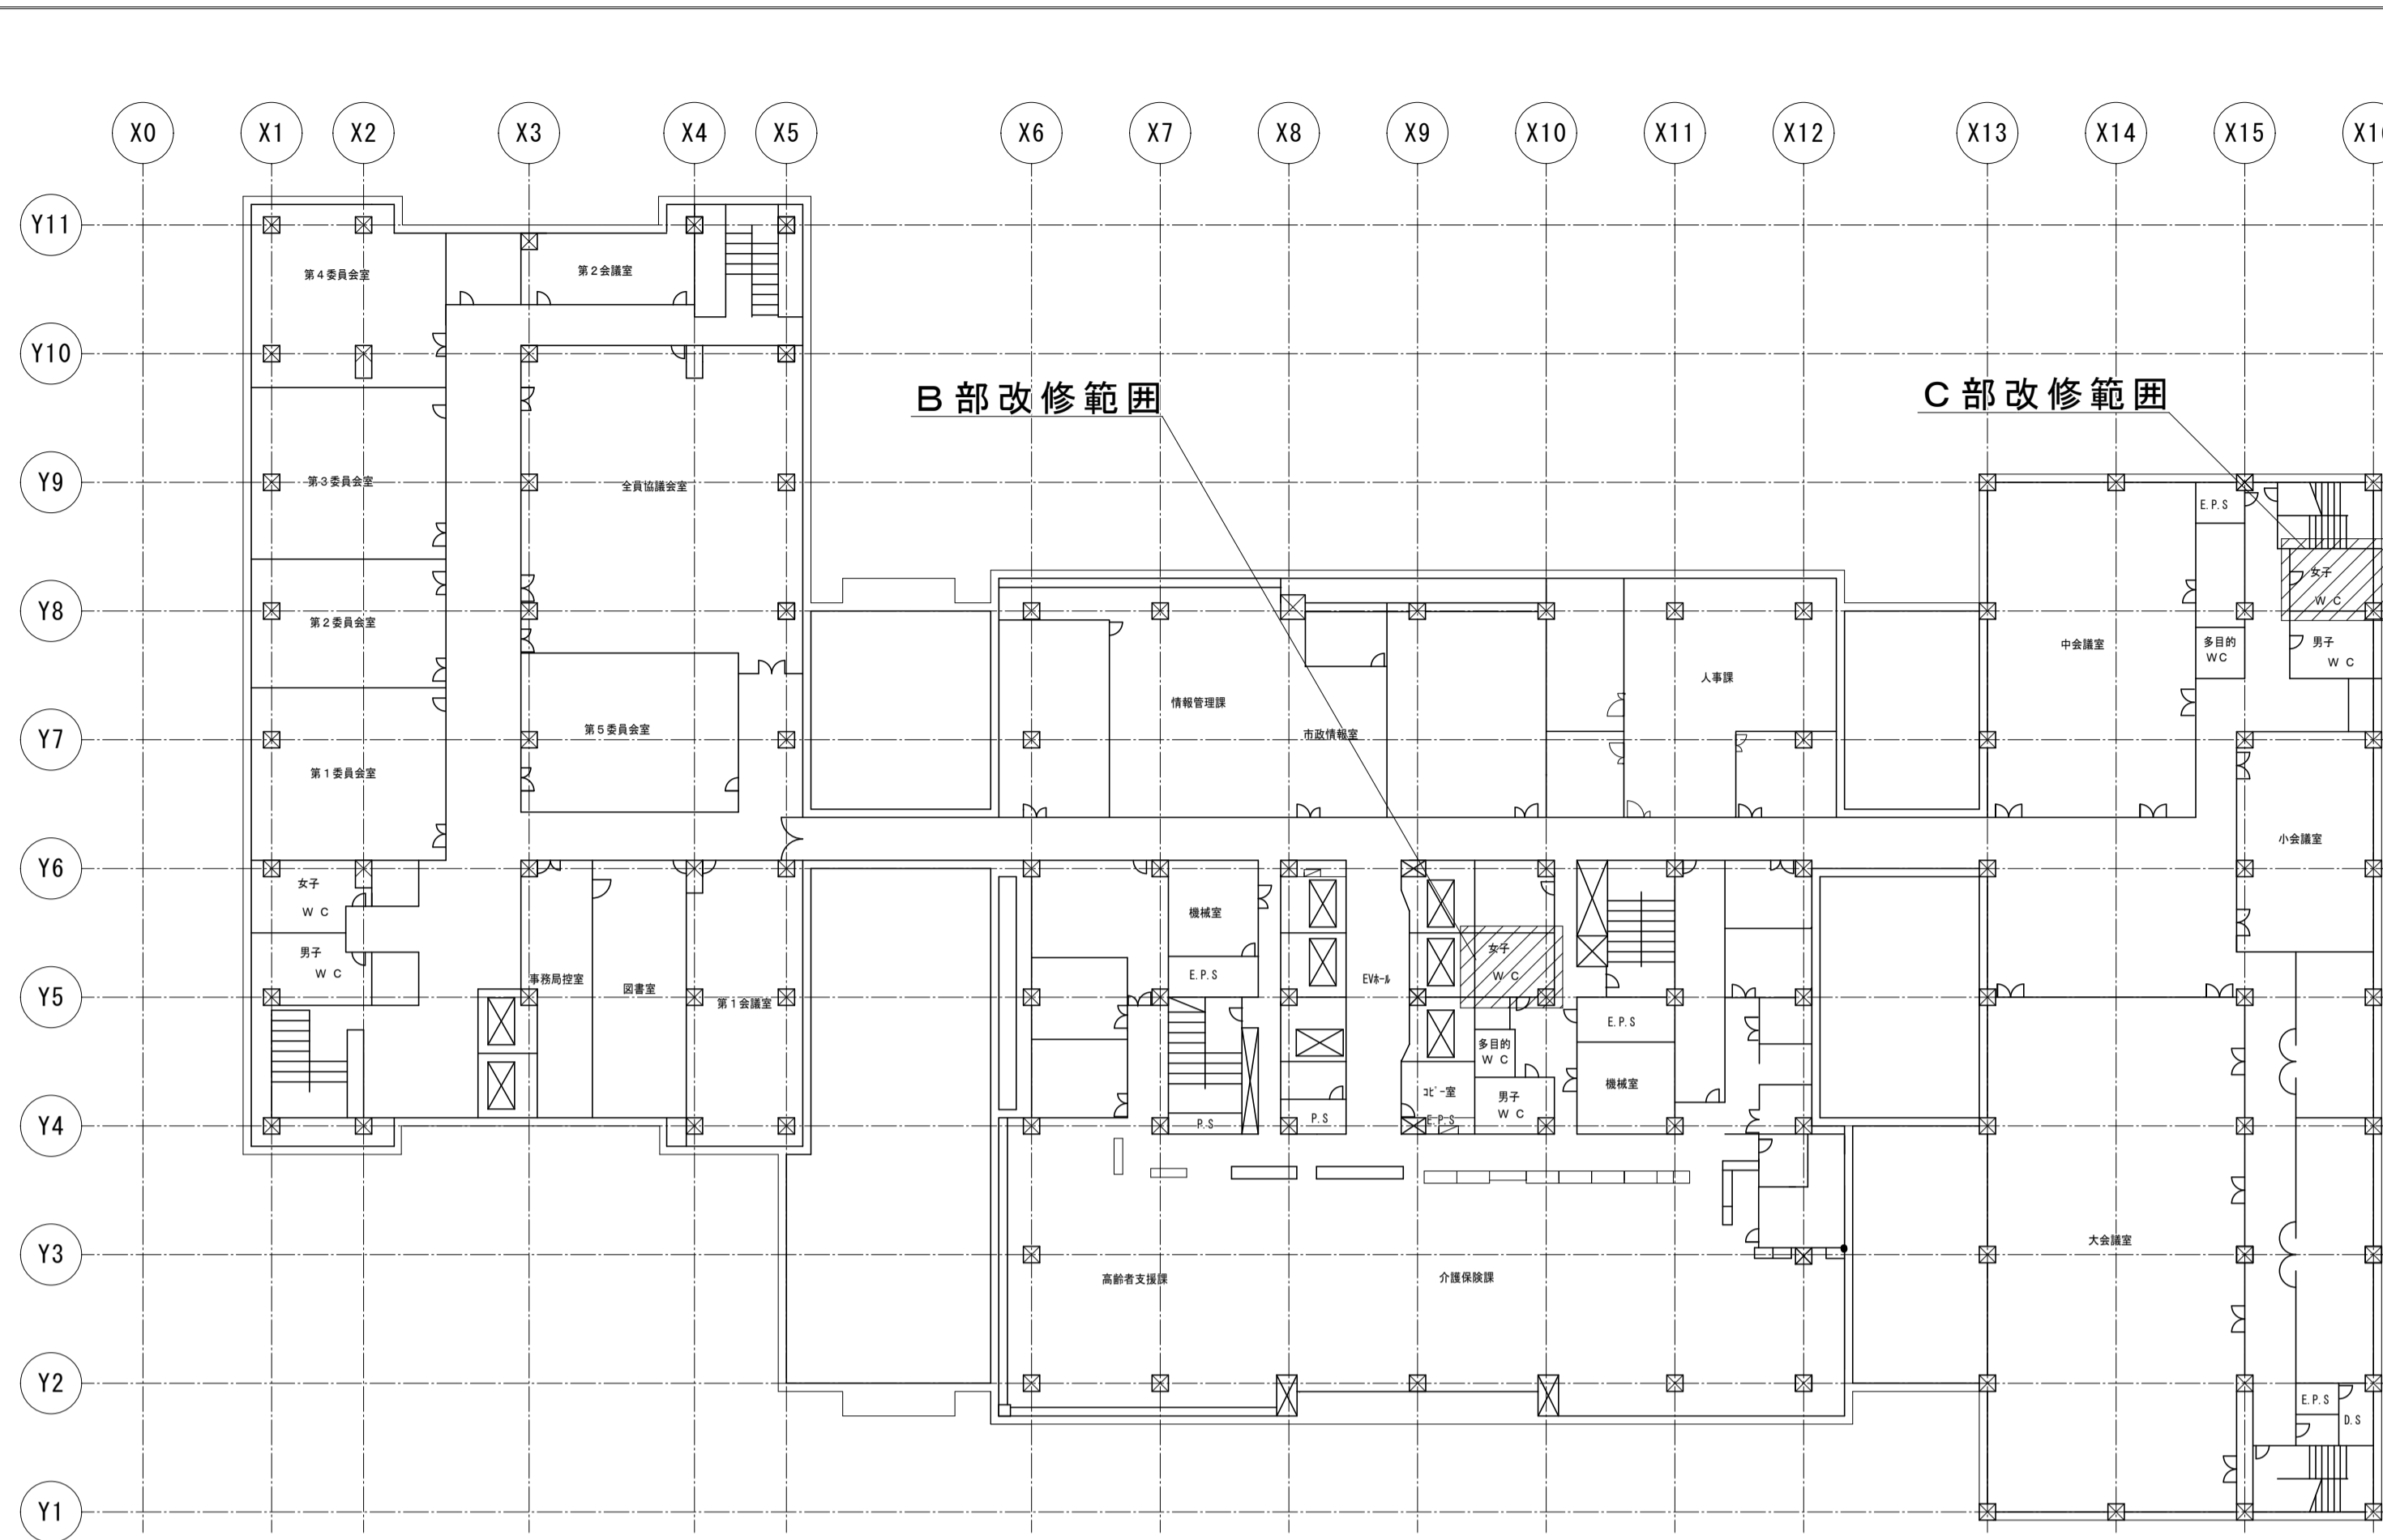 X0 X1 X2 X3 X4 X5 X6 X7 X8 X9 X10 X11 X12 X13 X14 X15
Y11
第4委員会室
第2会議室
Y10
B部改修範囲
C部改修範囲
Y9
第3委員会室
全員協議会室
E.P.S
女子
WC
Y8
第2委員会室
中会議室
多目的
WC
男子
WC
人事課
情報管理課
市政情報室
第5委員会室
Y7
第1委員会室
小会議室
Y6
女子
WC
機械室
男子
WC
E.P.S
EVホール
女子
WC
事務局控室
図書室
第1会議室
Y5
E.P.S
多目的
WC
機械室
コピー室
男子
WC
P.S
P.S
E.P.S
Y4
大会議室
Y3
高齢者支援課
介護保険課
Y2
E.P.S
D.S
Y1